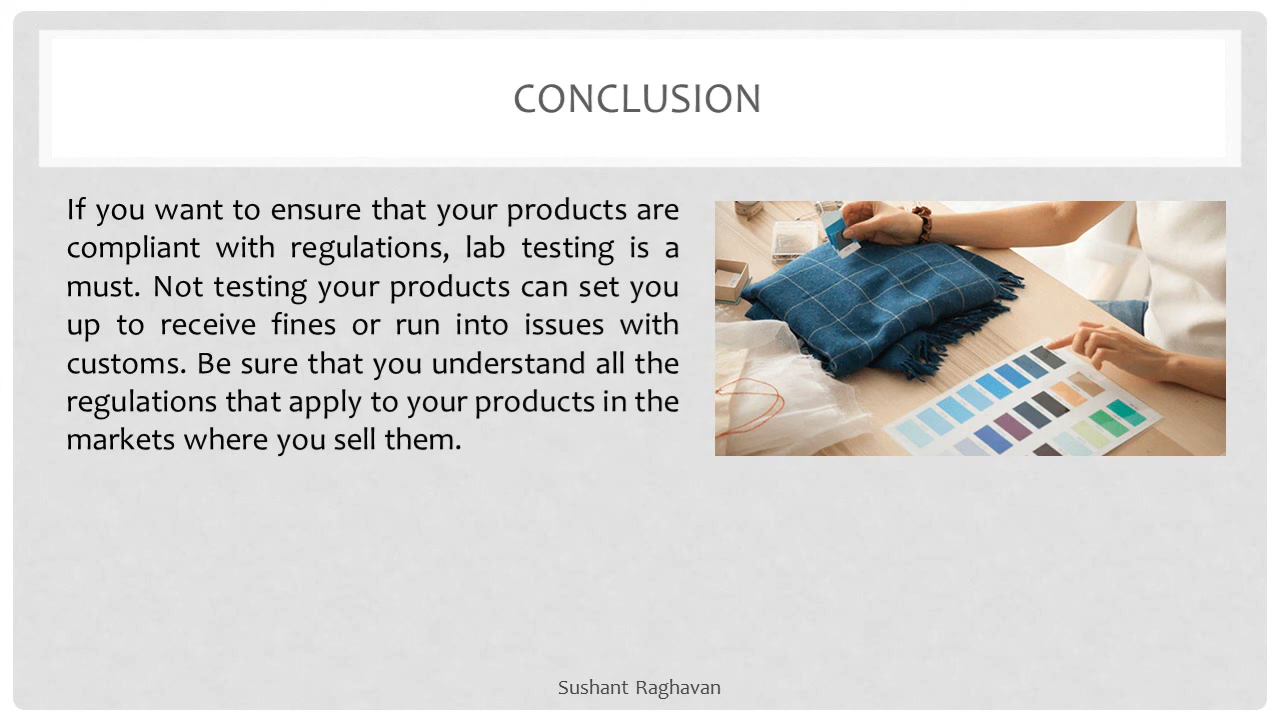 CONCLUSION
If you want to ensure that your products are
compliant with regulations, lab testing is a
must. Not testing your products can set you
up to receive fines or run into issues with
customs. Be sure that you understand all the
regulations that apply to your products in the
markets where you sell them.
Sushant Raghavan